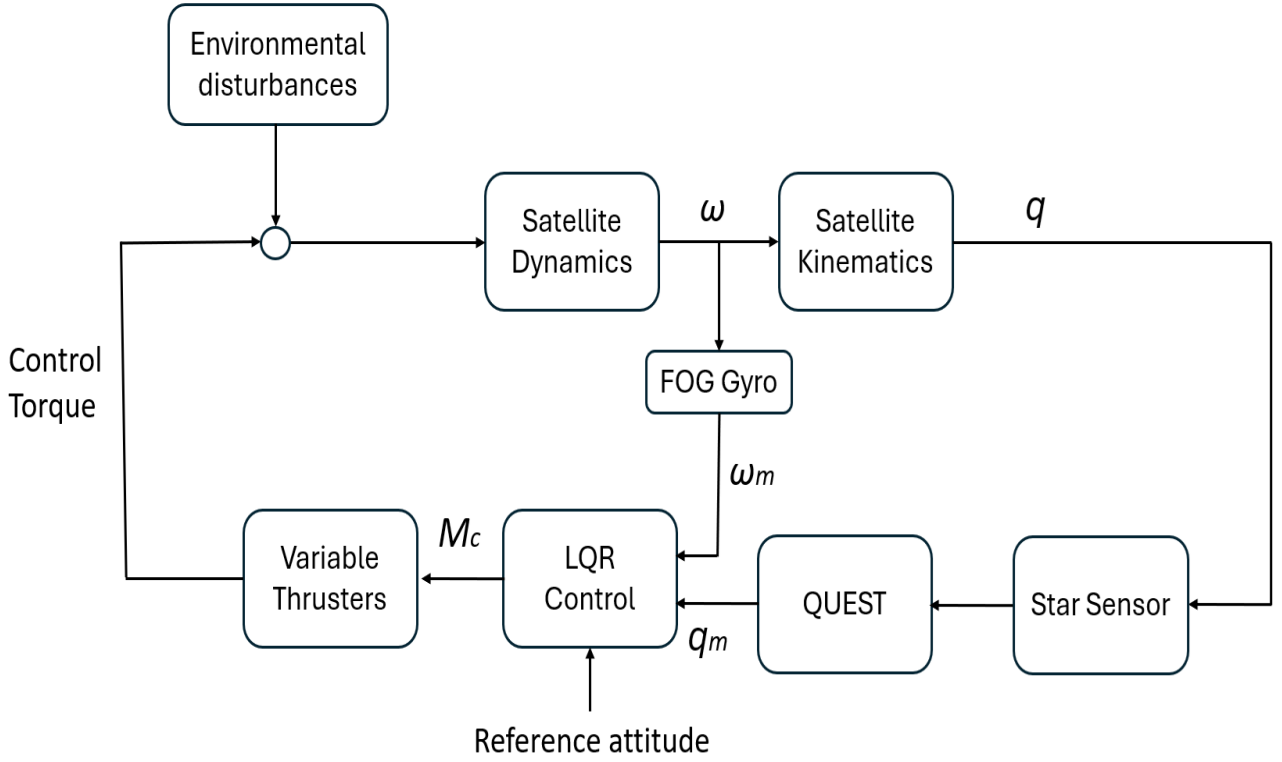 Environmental
disturbances
Satellite
Dynamics
ω
Satellite
Kinematics
q
Control
Torque
FOG Gyro
ωm
Variable
Thrusters
Mc
LQR
Control
qm
QUEST
Star Sensor
Reference attitude